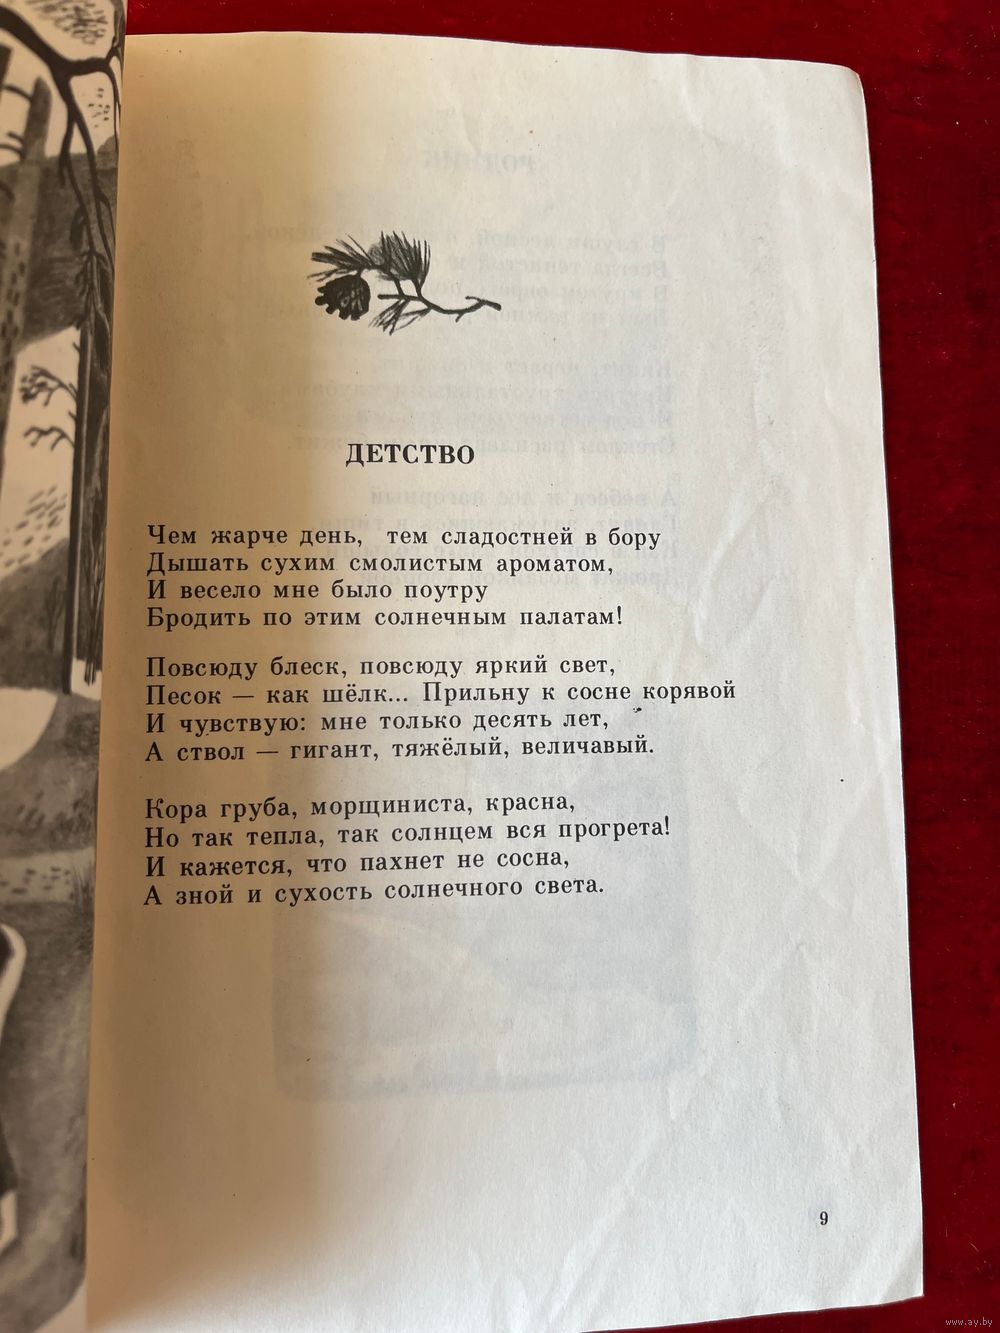 ДЕТСТВО
Чем жарче день, тем сладостней в бору
Дышать сухим смолистым ароматом,
И весело мне было поутру
Бродить по этим солнечным палатам!
Повсюду блеск, повсюду яркий свет,
Песок — как шёлк... Прильну к сосне корявой
И чувствую: мне только десять лет,
А ствол — гигант, тяжёлый, величавый.
Кора груба, морщиниста, красна,
Но так тепла, так солнцем вся прогрета!
И кажется, что пахнет не сосна,
А зной и сухость солнечного света.
9
www.ay.by